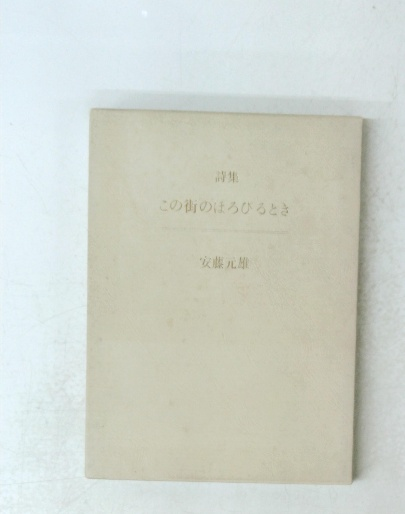 詩集
この街のほろびるとき
安藤元雄